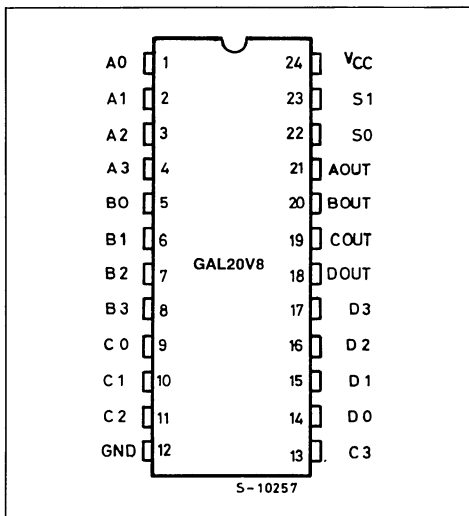 A0 1 24 VCC
A1 2 23 S1
A2 3 22 S0
A3 4 21 AOUT
B0 5 20 BOUT
B1 6 19 COUT
B2 7 GAL20V8 18 DOUT
B3 8 17 D3
C0 9 16 D2
C1 10 15 D1
C2 11 14 D0
GND 12 13 C3
S-10257